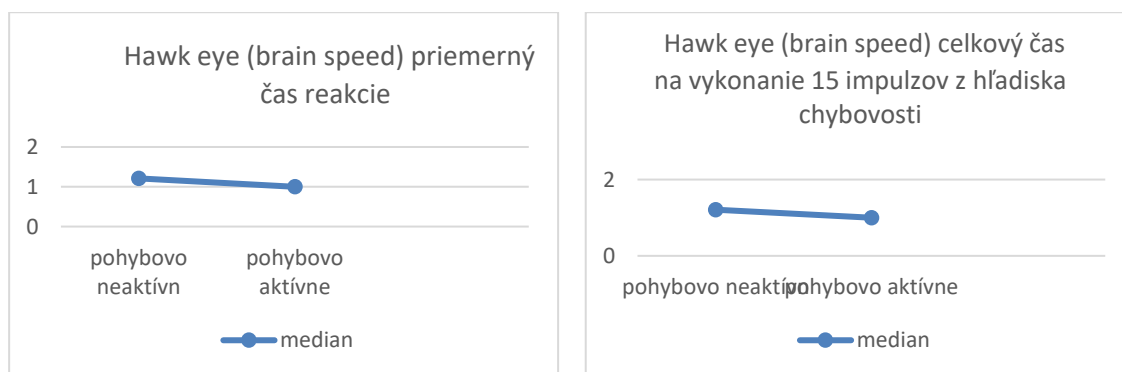 Hawk eye (brain speed) priemerný
čas reakcie
2
1
0
pohybovo
neaktívn
pohybovo
aktívne
median
Hawk eye (brain speed) celkový čas
na vykonanie 15 impulzov z hľadiska
chybovosti
2
0
pohybovo neaktívn
pohybovo aktívne
median